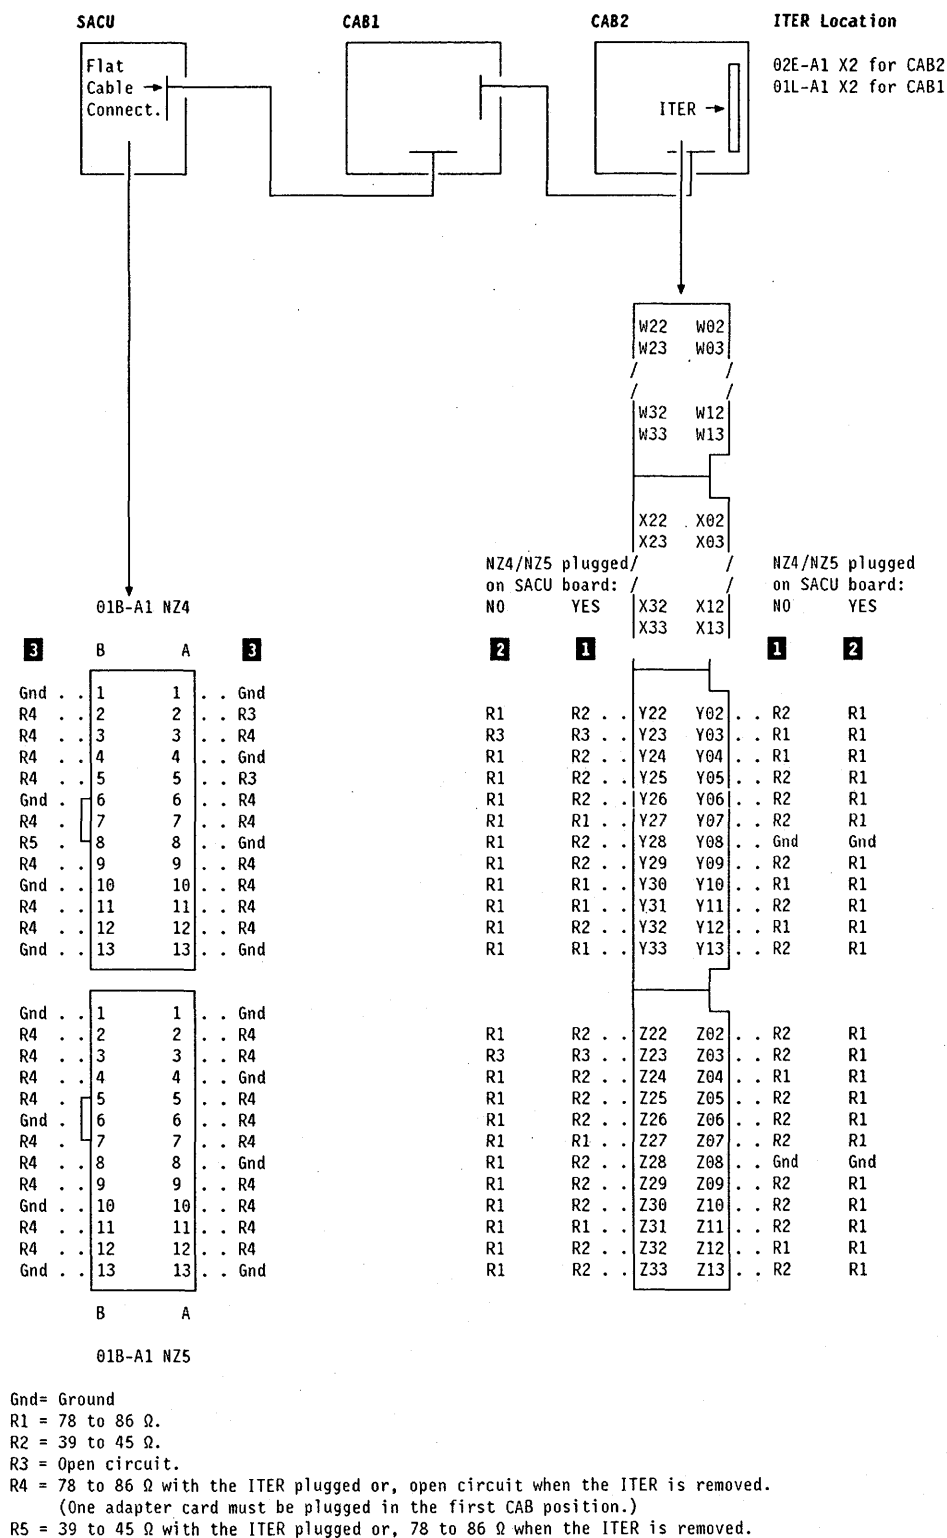 SACU CAB1 CAB2 ITER Location
Flat
Cable
Connect.
ITER
02E-A1 X2 for CAB2
01L-A1 X2 for CAB1
W22 W02
W23 W03
/ /
/ /
W32 W12
W33 W13
X22 X02
X23 X03
NZ4/NZ5 plugged / / NZ4/NZ5 plugged
on SACU board: / / on SACU board:
01B-A1 NZ4 NO YES X32 X12 NO YES
X33 X13
3 B A 3 2 1 1 2
Gnd . . 1 1 . . Gnd
R4 . . 2 2 . . R3 R1 R2 . . Y22 Y02 . . R2 R1
R4 . . 3 3 . . R4 R3 R3 . . Y23 Y03 . . R1 R1
R4 . . 4 4 . . Gnd R1 R2 . . Y24 Y04 . . R1 R1
R4 . . 5 5 . . R3 R1 R2 . . Y25 Y05 . . R2 R1
Gnd . 6 6 . . R4 R1 R2 . . Y26 Y06 . . R2 R1
R4 . 7 7 . . R4 R1 R1 . . Y27 Y07 . . R2 R1
R5 . 8 8 . . Gnd R1 R2 . . Y28 Y08 . . Gnd Gnd
R4 . . 9 9 . . R4 R1 R2 . . Y29 Y09 . . R2 R1
Gnd . . 10 10 . . R4 R1 R1 . . Y30 Y10 . . R1 R1
R4 . . 11 11 . . R4 R1 R1 . . Y31 Y11 . . R2 R1
R4 . . 12 12 . . R4 R1 R2 . . Y32 Y12 . . R1 R1
Gnd . . 13 13 . . Gnd R1 R1 . . Y33 Y13 . . R2 R1
Gnd . . 1 1 . . Gnd
R4 . . 2 2 . . R4 R1 R2 . . Z22 Z02 . . R2 R1
R4 . . 3 3 . . R4 R3 R3 . . Z23 Z03 . . R2 R1
R4 . . 4 4 . . Gnd R1 R2 . . Z24 Z04 . . R1 R1
R4 . 5 5 . . R4 R1 R2 . . Z25 Z05 . . R2 R1
Gnd . 6 6 . . R4 R1 R2 . . Z26 Z06 . . R2 R1
R4 . 7 7 . . R4 R1 R1 . . Z27 Z07 . . R2 R1
R4 . . 8 8 . . Gnd R1 R2 . . Z28 Z08 . . Gnd Gnd
R4 . . 9 9 . . R4 R1 R2 . . Z29 Z09 . . R2 R1
Gnd . . 10 10 . . R4 R1 R2 . . Z30 Z10 . . R2 R1
R4 . . 11 11 . . R4 R1 R1 . . Z31 Z11 . . R2 R1
R4 . . 12 12 . . R4 R1 R2 . . Z32 Z12 . . R1 R1
Gnd . . 13 13 . . Gnd R1 R2 . . Z33 Z13 . . R2 R1
B A
01B-A1 NZ5
Gnd= Ground
R1 = 78 to 86 Ω.
R2 = 39 to 45 Ω.
R3 = Open circuit.
R4 = 78 to 86 Ω with the ITER plugged or, open circuit when the ITER is removed.
(One adapter card must be plugged in the first CAB position.)
R5 = 39 to 45 Ω with the ITER plugged or, 78 to 86 Ω when the ITER is removed.